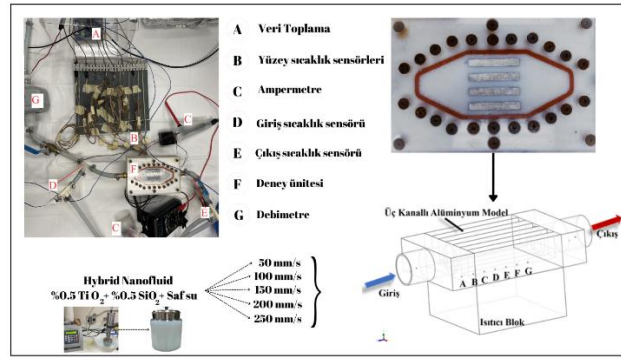 A Veri Toplama
B Yüzey sıcaklık sensörleri
C Ampermetre
D Giriş sıcaklık sensörü
E Çıkış sıcaklık sensörü
F Deney ünitesi
G Debimetre
A
G
C
B
D
F
C
E
Hybrid Nanofluid
%0.5 Ti O2+ %0.5 SiO2+ Saf su
50 mm/s
100 mm/s
150 mm/s
200 mm/s
250 mm/s
Üç Kanallı Alüminyum Model
Çıkış
Giriş
A B C D E F G
Isıtıcı Blok